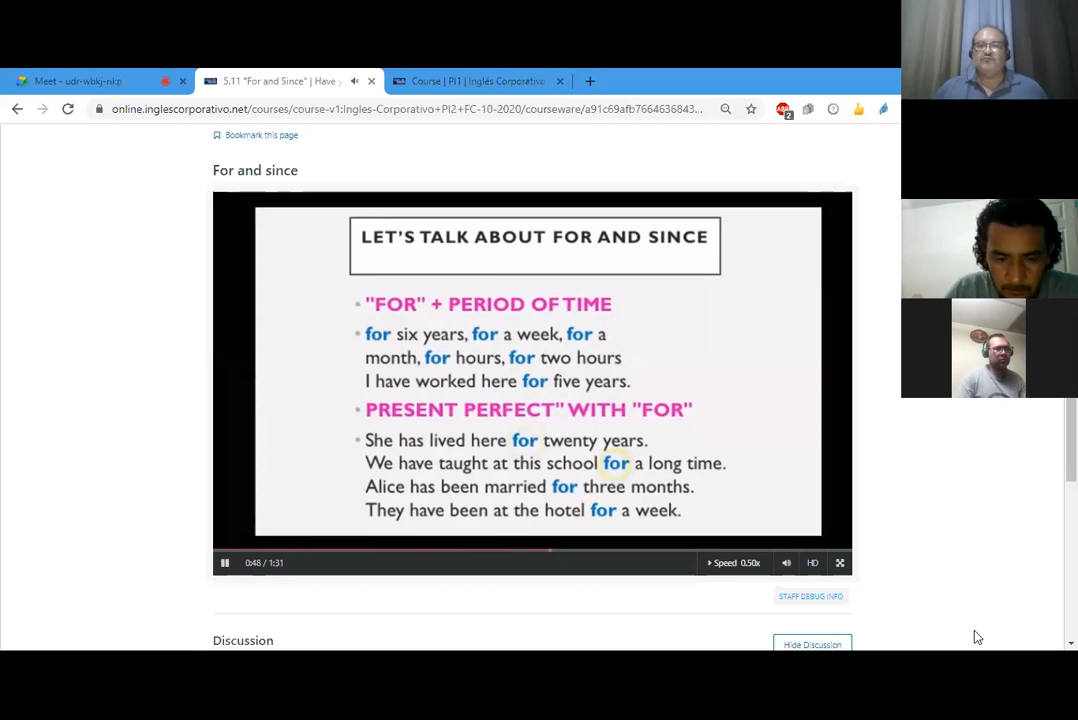 Meet - udr-wbkj-nkp
5.11 "For and Since" | Have y
Course | PI1 | Inglés Corporativo
online.inglescorporativo.net/courses/course-v1:Ingles-Corporativo+PI2+FC-10-2020/courseware/a91c69afb7664636843...
2
Bookmark this page
For and since
LET'S TALK ABOUT FOR AND SINCE
• "FOR" + PERIOD OF TIME
• for six years, for a week, for a
month, for hours, for two hours
I have worked here for five years.
• PRESENT PERFECT" WITH "FOR"
• She has lived here for twenty years.
We have taught at this school for a long time.
Alice has been married for three months.
They have been at the hotel for a week.
0:48 / 1:31
Speed 0.50x
HD
STAFF DEBUG INFO
Discussion
Hide Discussion